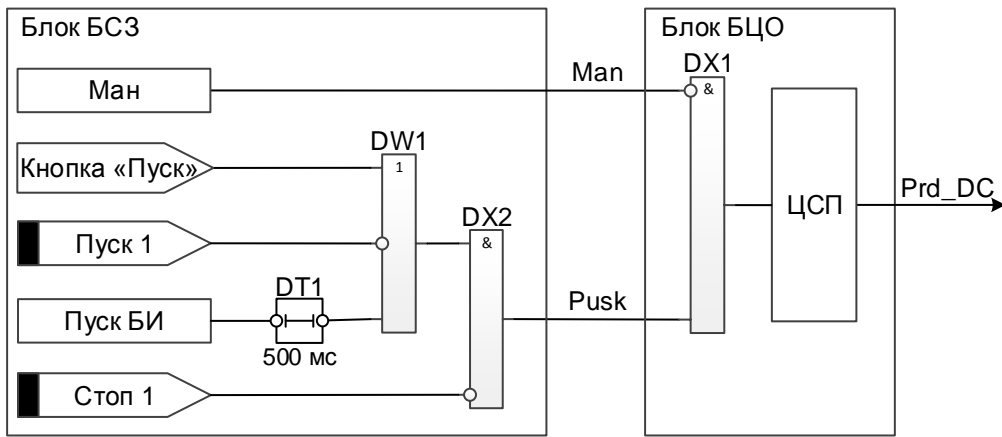 Блок БСЗ
Блок БЦО
Ман
Man
DX1
&
Кнопка «Пуск»
DW1
1
Пуск 1
DX2
&
ЦСП
Prd_DC
Пуск БИ
DT1
500 мс
Pusk
Стоп 1